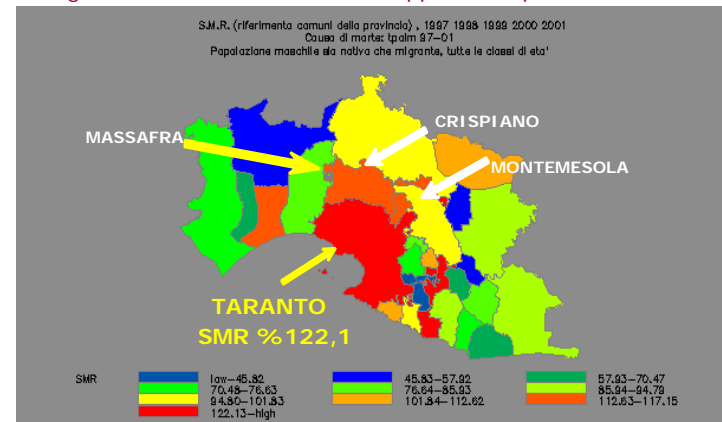 S.M.R. (riferimento comuni della provincia) , 1997 1998 1999 2000 2001
Causa di morte: tpolm 97-01
Popolazione maschile sia nativa che migrante, tutte le classi di eta'
CRISPIANO
MASSAFRA
MONTEMESOLA
TARANTO
SMR % 122,1
SMR
low-45.82
45.83-57.92
57.93-70.47
70.48-76.63
76.64-85.93
85.94-94.79
94.80-101.83
101.84-112.62
112.63-117.15
122.13-high